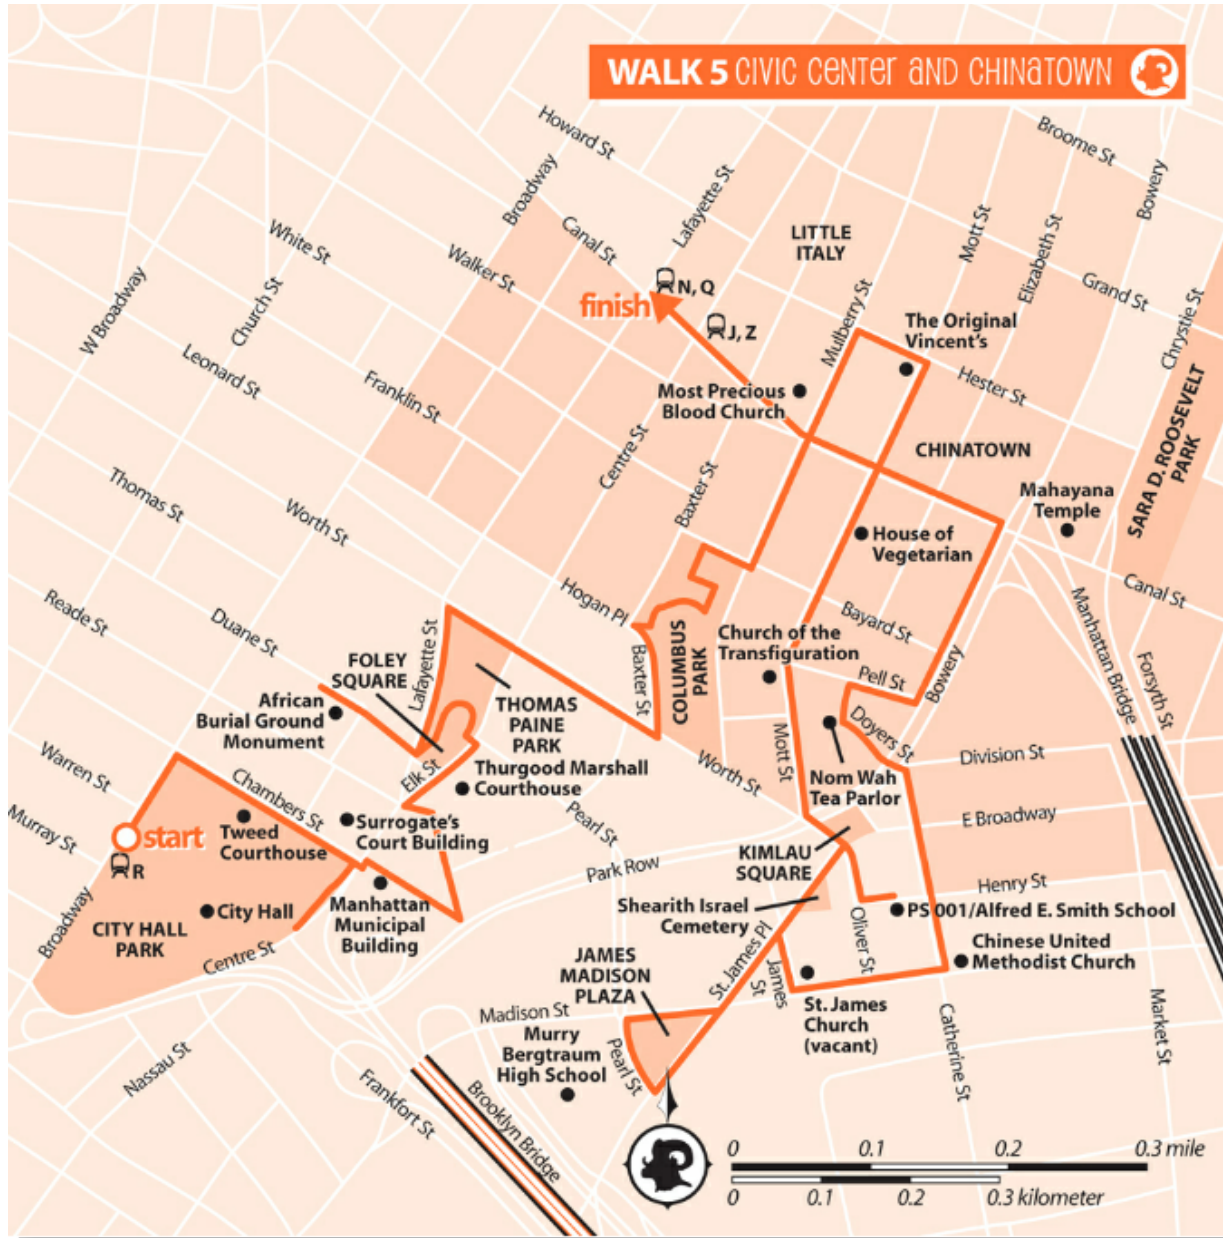 WALK 5 CIVIC CENTER AND CHINATOWN
Howard St
Broome St
Broadway
Lafayette St
Bowery
Canal St
Mott St
Elizabeth St
LITTLE
ITALY
White St
Walker St
Grand St
N, Q
finish
J, Z
Church St
W Broadway
Mulberry St
Chrystie St
The Original
Vincent's
Leonard St
Franklin St
Most Precious
Blood Church
Hester St
SARA D. ROOSEVELT
PARK
Centre St
Baxter St
CHINATOWN
Mahayana
Temple
Thomas St
Worth St
House of
Vegetarian
Hogan Pl
Canal St
Reade St
Duane St
Lafayette St
Bayard St
Manhattan Bridge
FOLEY
SQUARE
Baxter St
COLUMBUS
PARK
Church of the
Transfiguration
Pell St
Bowery
Forsyth St
African
Burial Ground
Monument
THOMAS
PAINE
PARK
Mott St
Doyers St
Warren St
Chambers St
Elk St
Thurgood Marshall
Courthouse
Worth St
Nom Wah
Tea Parlor
Division St
Murray St
start
R
Tweed
Courthouse
Surrogate's
Court Building
Pearl St
E Broadway
Park Row
KIMLAU
SQUARE
Henry St
Broadway
City Hall
CITY HALL
PARK
Manhattan
Municipal
Building
Shearith Israel
Cemetery
PS 001/Alfred E. Smith School
Oliver St
Centre St
JAMES
MADISON
PLAZA
St. James Pl
James
St
Chinese United
Methodist Church
Madison St
St. James
Church
(vacant)
Catherine St
Market St
Murry
Bergtraum
High School
Pearl St
Nassau St
Frankfort St
Brooklyn Bridge
0 0.1 0.2 0.3 mile
0 0.1 0.2 0.3 kilometer